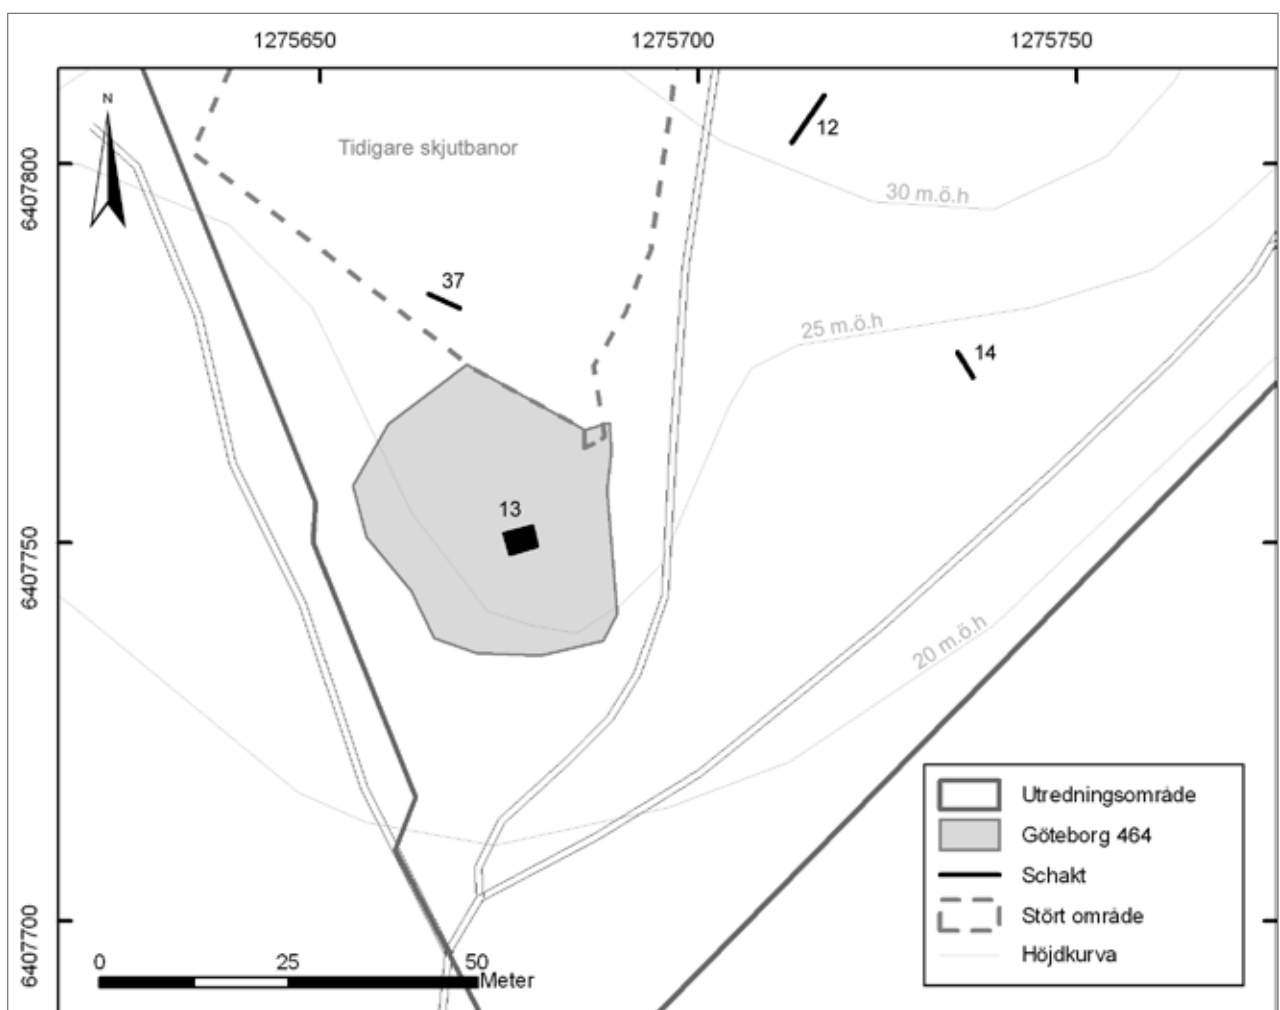 1275650
1275700
1275750
N
12
Tidigare skjutbanor
6407800
30 m.ö.h
37
25 m.ö.h
14
13
6407750
20 m.ö.h
Utredningsområde
Göteborg 464
Schakt
Stört område
Höjdkurva
6407700
0 25 50
Meter